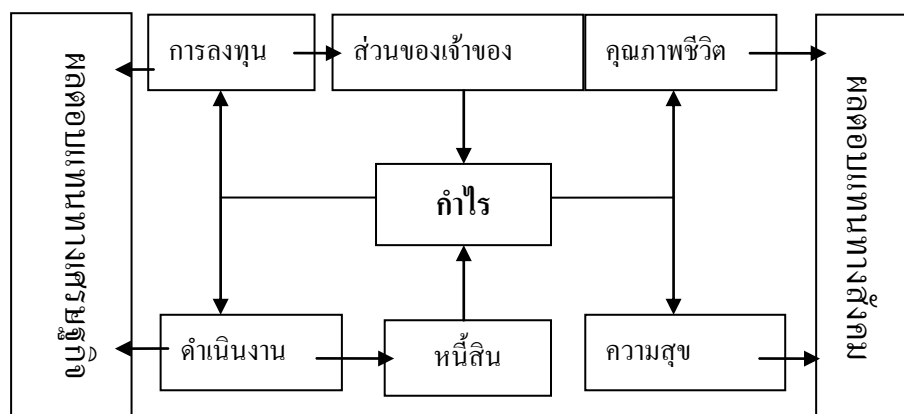 ผลตอบแทนทางเศรษฐกิจ
การลงทุน
ส่วนของเจ้าของ
คุณภาพชีวิต
ผลตอบแทนทางสังคม
กำไร
ดำเนินงาน
หนี้สิน
ความสุข